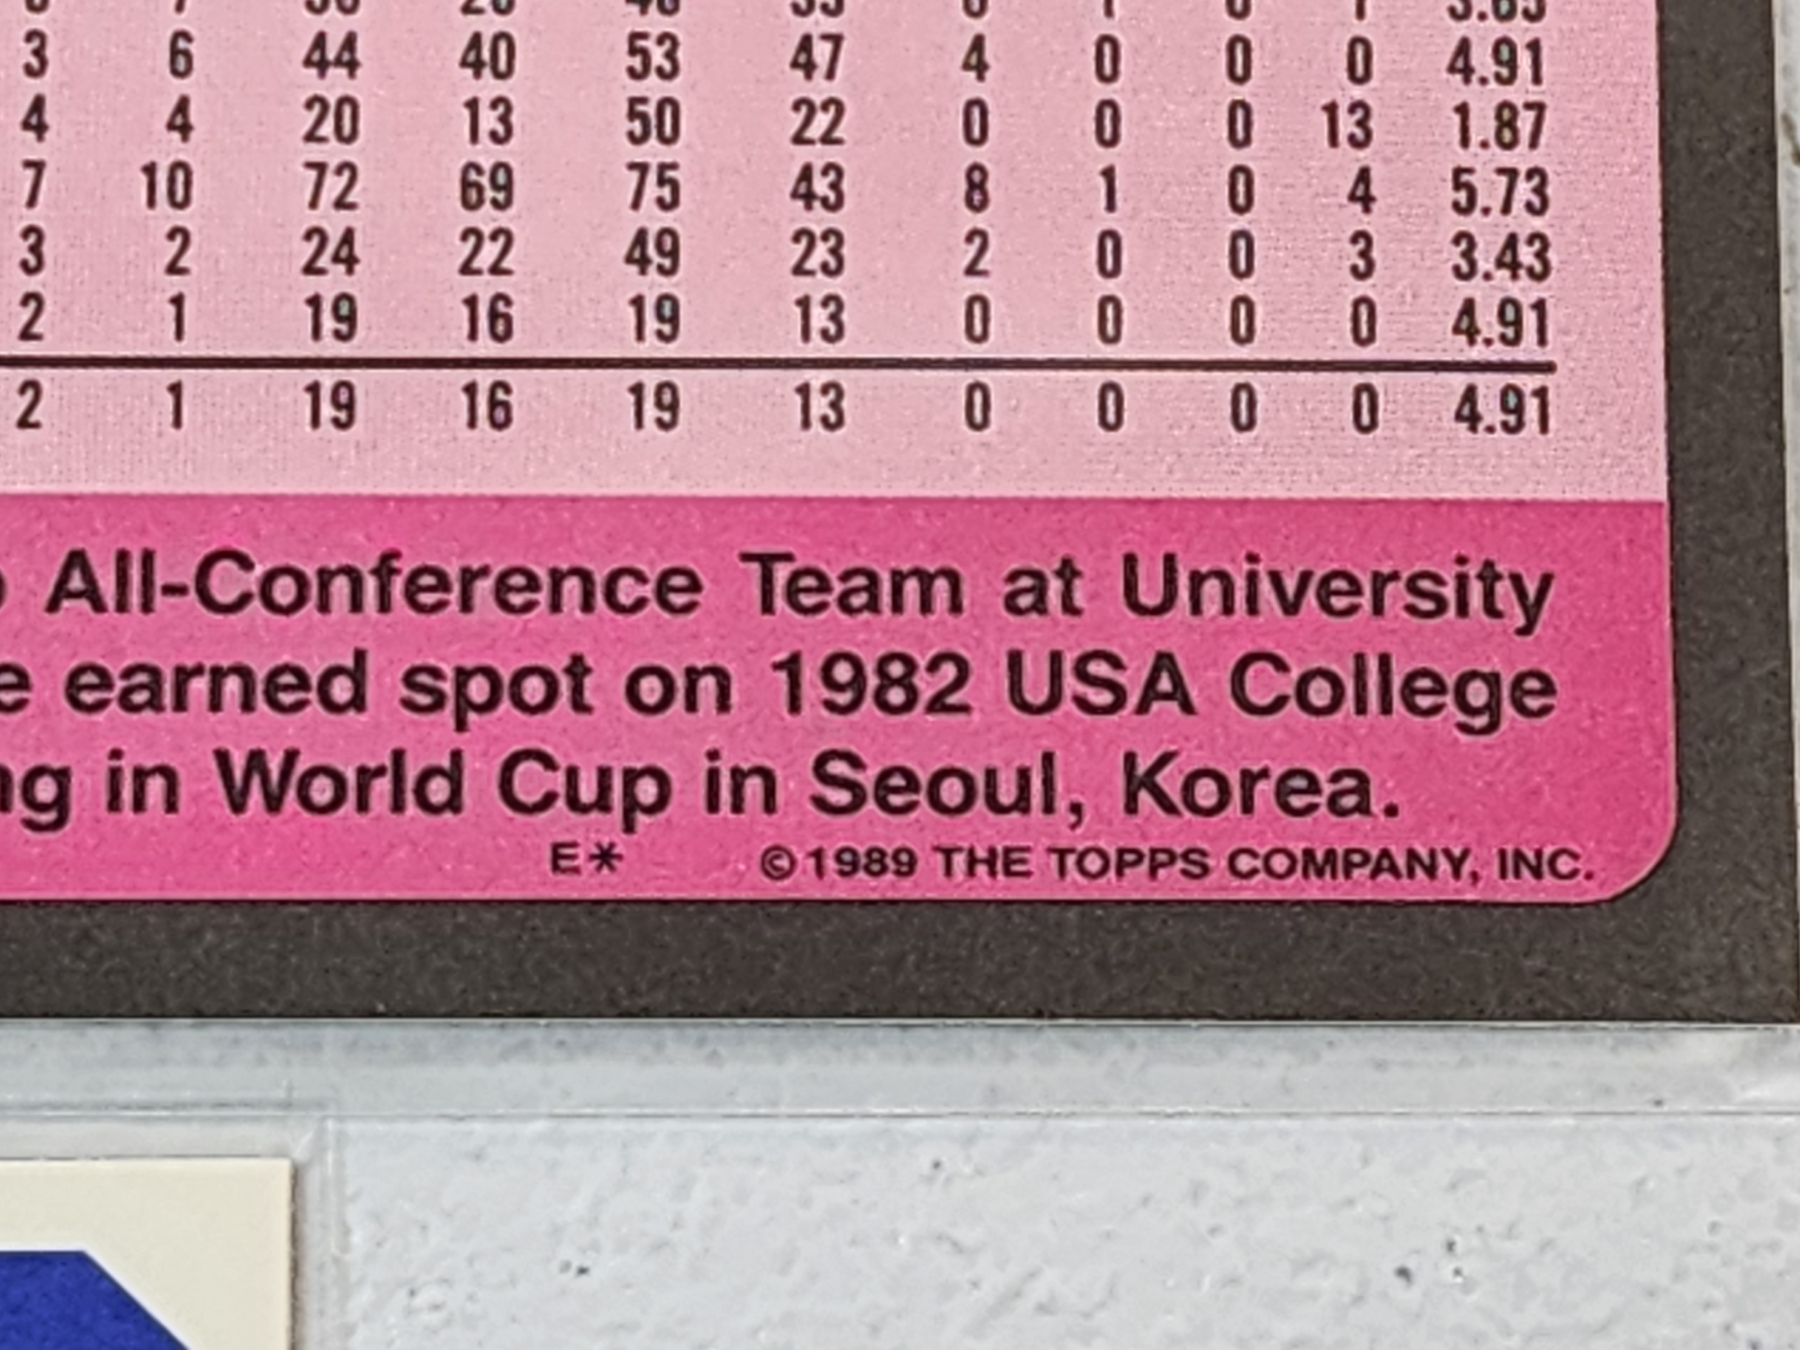 3 6 44 40 53 47 4 0 0 0 4.91
4 4 20 13 50 22 0 0 0 13 1.87
7 10 72 69 75 43 8 1 0 4 5.73
3 2 24 22 49 23 2 0 0 3 3.43
2 1 19 16 19 13 0 0 0 0 4.91
2 1 19 16 19 13 0 0 0 0 4.91
All-Conference Team at University
e earned spot on 1982 USA College
ng in World Cup in Seoul, Korea.
E* ©1989 THE TOPPS COMPANY, INC.